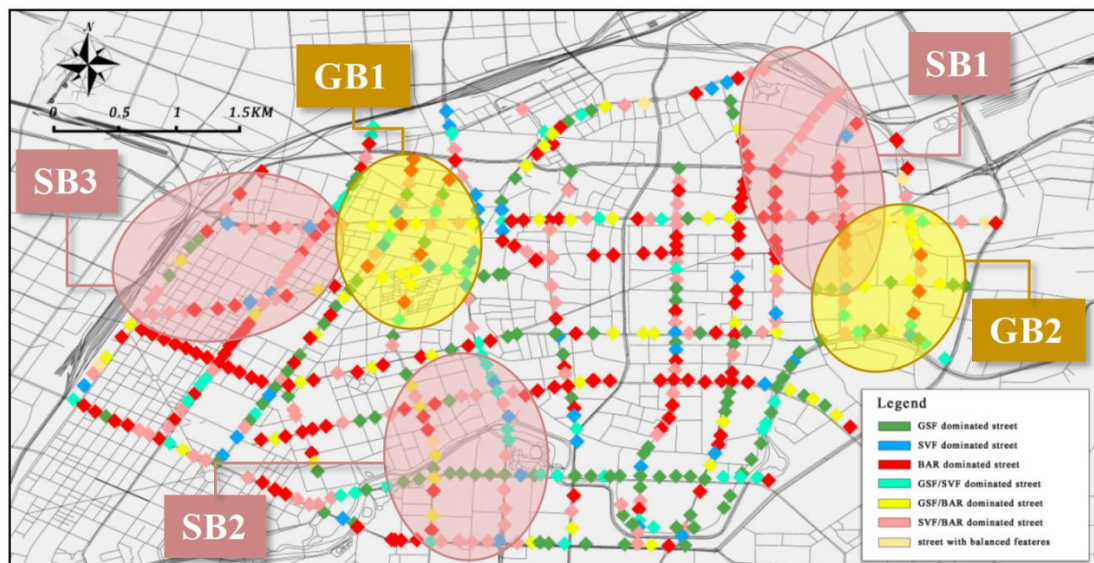 N
0 0.5 1 1.5KM
GB1
SB1
SB3
GB2
SB2
Legend
GSF dominated street
SVF dominated street
BAR dominated street
GSF/SVF dominated street
GSF/BAR dominated street
SVF/BAR dominated street
street with balanced feateres